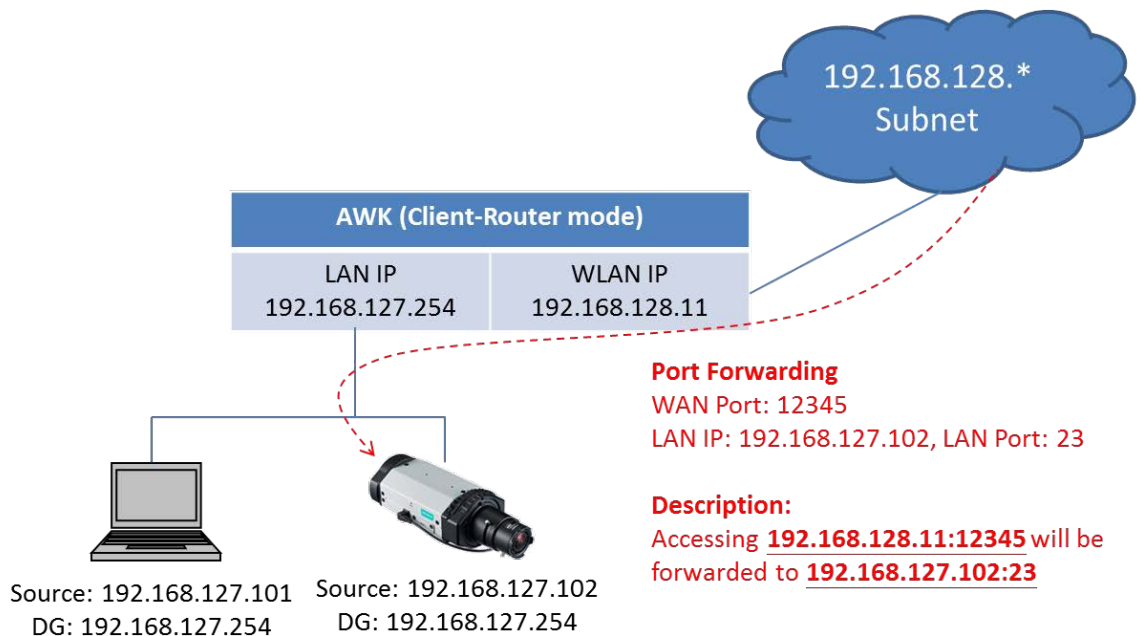 192.168.128.*
Subnet
AWK (Client-Router mode)
LAN IP
192.168.127.254
WLAN IP
192.168.128.11
Port Forwarding
WAN Port: 12345
LAN IP: 192.168.127.102, LAN Port: 23
Description:
Accessing 192.168.128.11:12345 will be
forwarded to 192.168.127.102:23
Source: 192.168.127.101
DG: 192.168.127.254
Source: 192.168.127.102
DG: 192.168.127.254